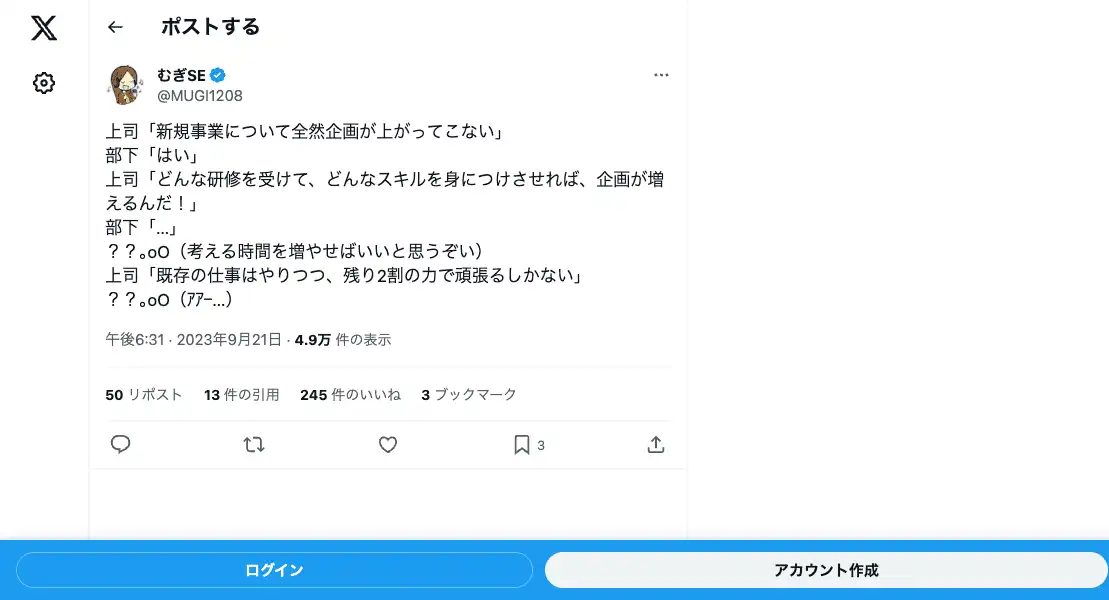 ポストする
むぎSE
@MUGI1208
上司「新規事業について全然企画が上がってこない」
部下「はい」
上司「どんな研修を受けて、どんなスキルを身につけさせれば、企画が増
えるんだ！」
部下「...」
？？｡oO（考える時間を増やせばいいと思うぞい）
上司「既存の仕事はやりつつ、残り2割の力で頑張るしかない」
？？｡oO（ｱｱｰ...）
午後6:31 · 2023年9月21日 · 4.9万 件の表示
50 リポスト 13 件の引用 245 件のいいね 3 ブックマーク
3
ログイン
アカウント作成